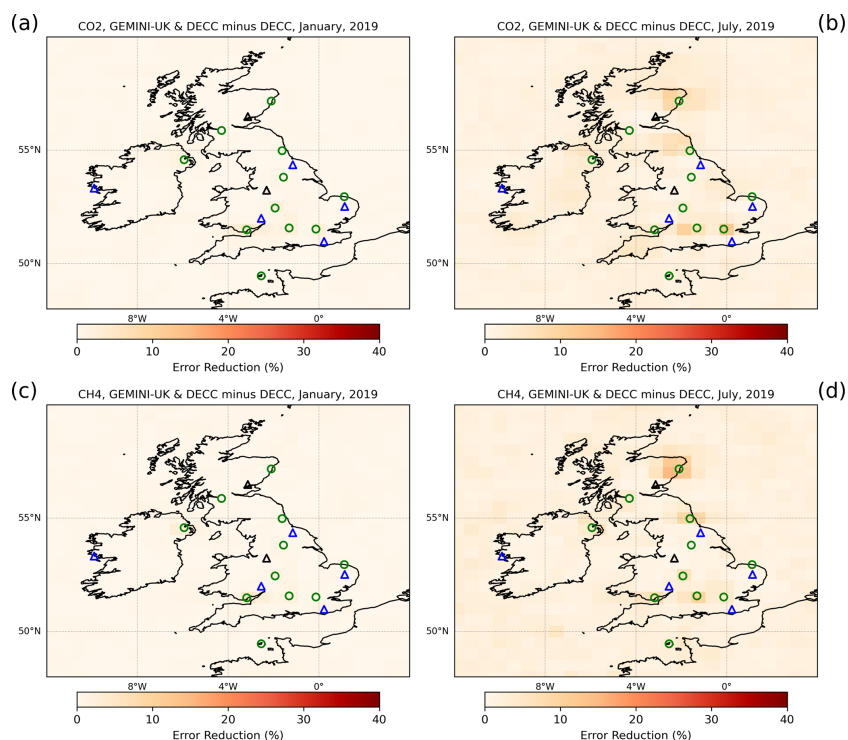 (a)
CO2, GEMINI-UK & DECC minus DECC, January, 2019
CO2, GEMINI-UK & DECC minus DECC, July, 2019
(b)
55°N
50°N
8°W 4°W 0°
0 10 20 30 40
Error Reduction (%)
55°N
50°N
8°W 4°W 0°
0 10 20 30 40
Error Reduction (%)
(c)
CH4, GEMINI-UK & DECC minus DECC, January, 2019
CH4, GEMINI-UK & DECC minus DECC, July, 2019
(d)
55°N
50°N
8°W 4°W 0°
0 10 20 30 40
Error Reduction (%)
55°N
50°N
8°W 4°W 0°
0 10 20 30 40
Error Reduction (%)